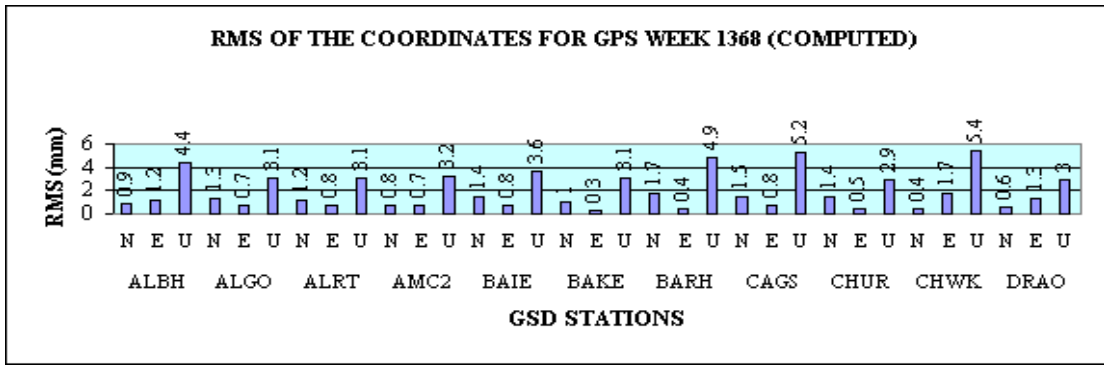 RMS OF THE COORDINATES FOR GPS WEEK 1368 (COMPUTED)
RMS (mm)
6
4
2
0
0.9 1.2 4.4 1.3 0.7 3.1 1.2 0.8 3.1 0.8 0.7 3.2 1.4 0.8 3.6 1 0.3 3.1 1.7 0.4 4.9 1.5 0.8 5.2 1.4 0.5 2.9 0.4 1.7 5.4 0.6 1.3 3
N E U N E U N E U N E U N E U N E U N E U N E U N E U N E U N E U
ALBH ALGO ALRT AMC2 BAIE BAKE BARH CAGS CHUR CHWK DRAO
GSD STATIONS